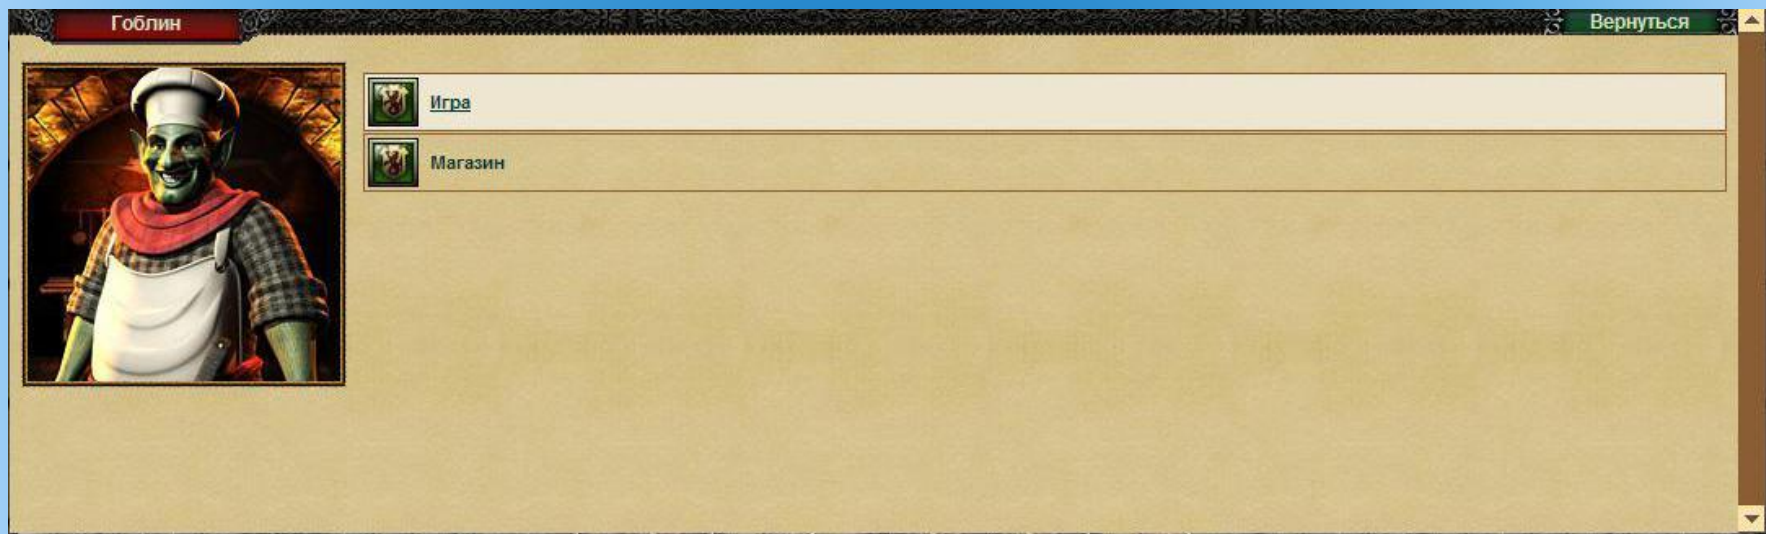 Гоблин
Вернуться
Игра
Магазин